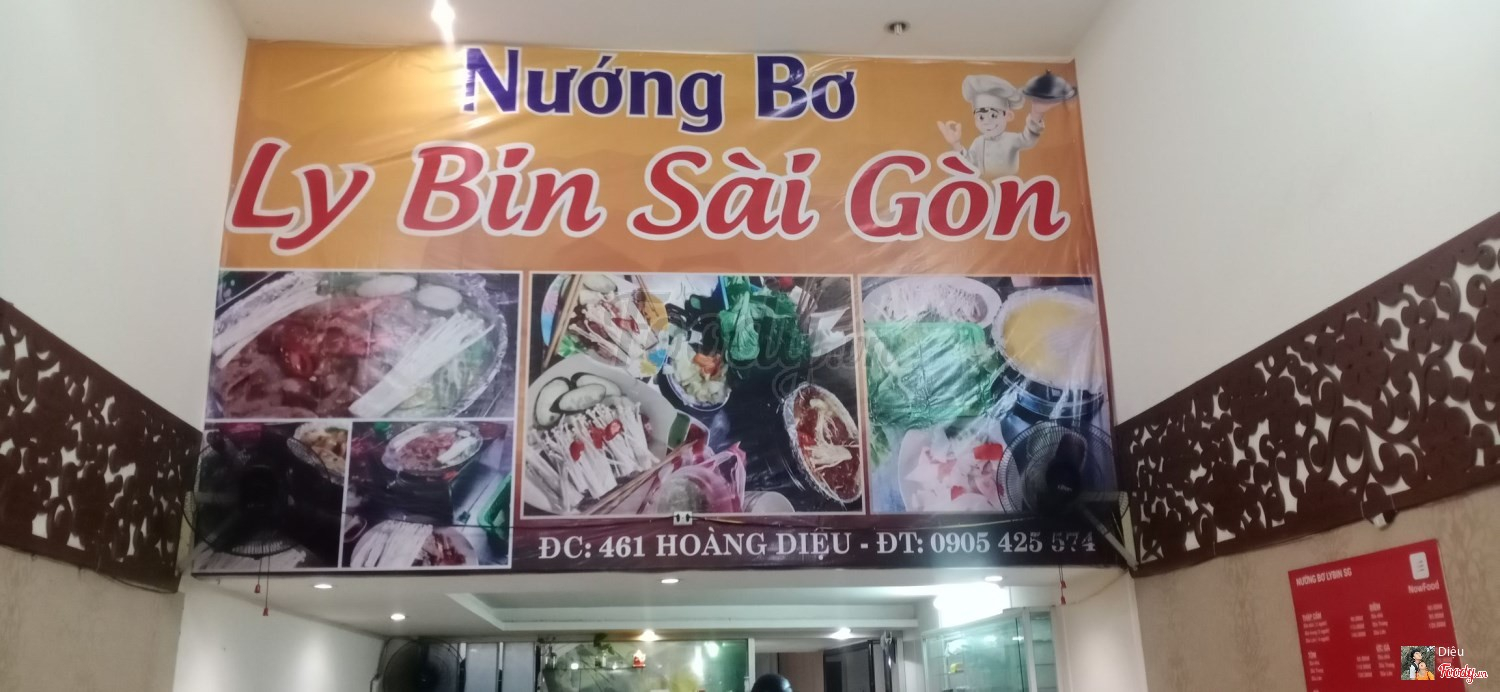 Nướng Bơ
Ly Bin Sài Gòn
ĐC: 461 HOÀNG DIỆU - ĐT: 0905 425 574
NƯỚNG BƠ LYBIN SG
NowFood
Diệu
Foody.vn